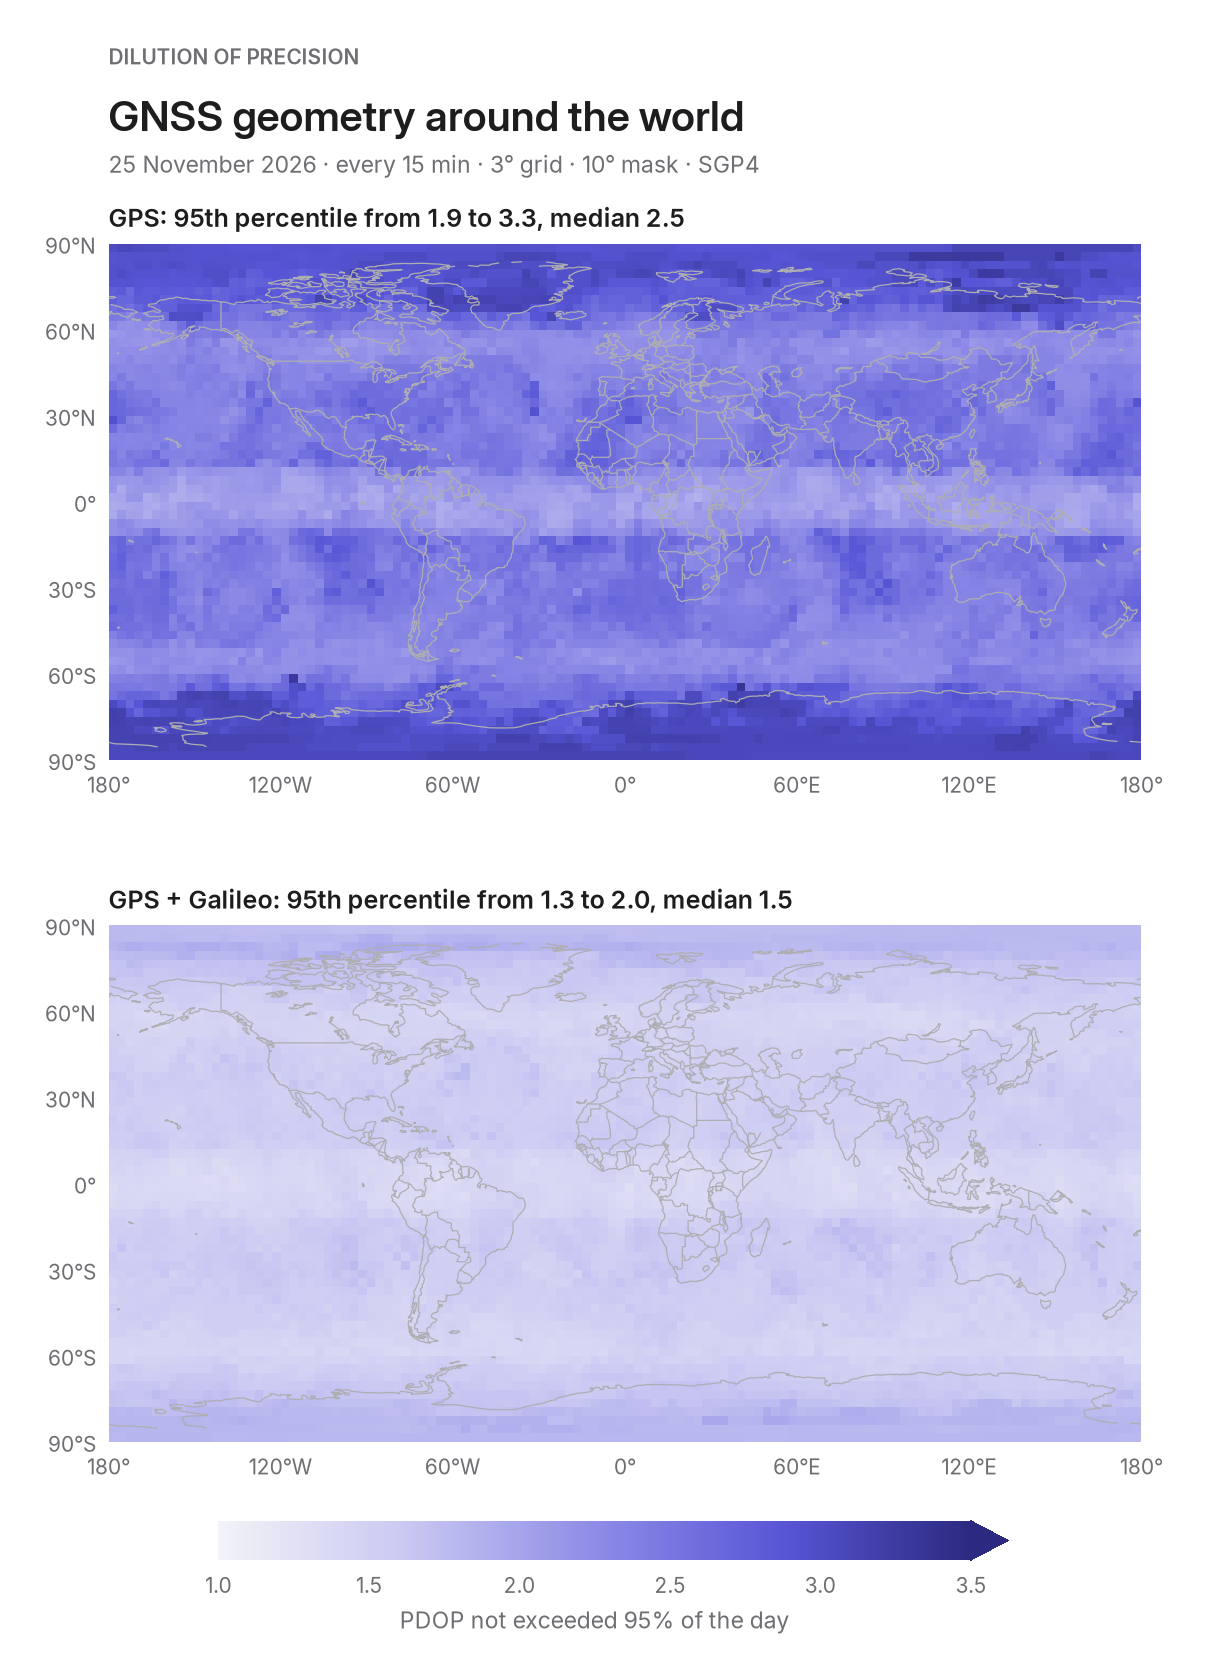 DILUTION OF PRECISION
GNSS geometry around the world
25 November 2026 · every 15 min · 3° grid · 10° mask · SGP4
GPS: 95th percentile from 1.9 to 3.3, median 2.5
90°N
60°N
30°N
0°
30°S
60°S
90°S
180° 120°W 60°W 0° 60°E 120°E 180°
GPS + Galileo: 95th percentile from 1.3 to 2.0, median 1.5
90°N
60°N
30°N
0°
30°S
60°S
90°S
180° 120°W 60°W 0° 60°E 120°E 180°
1.0 1.5 2.0 2.5 3.0 3.5
PDOP not exceeded 95% of the day